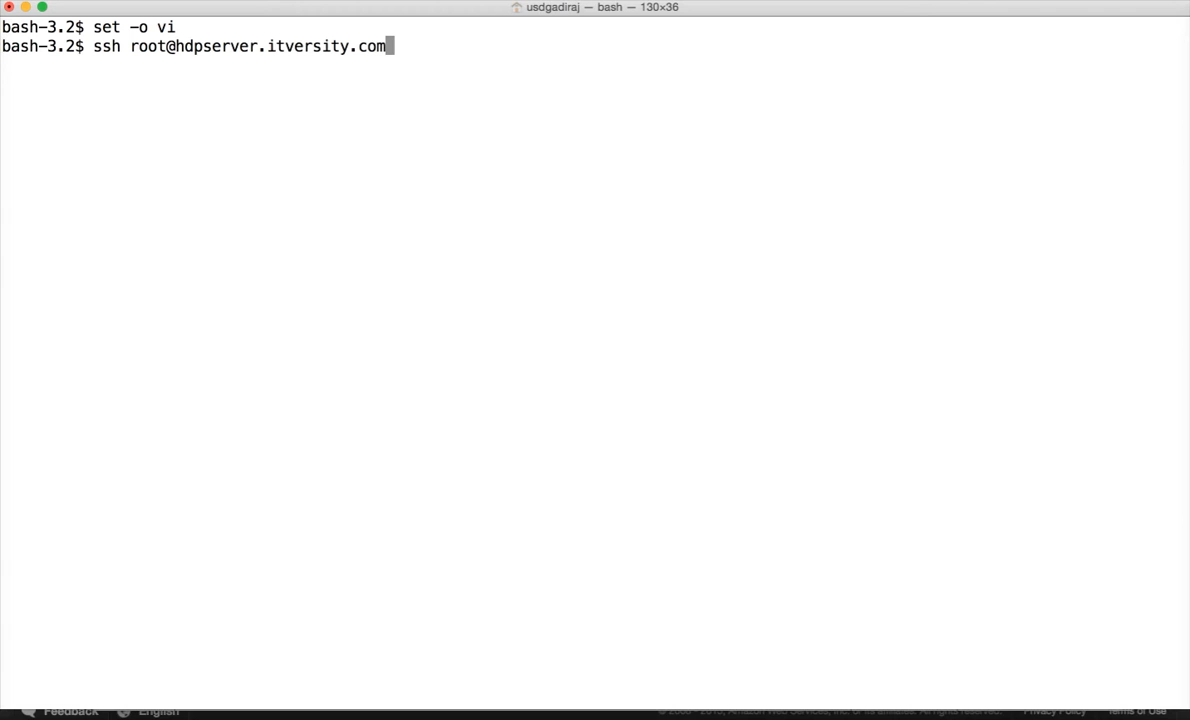 usdgadiraj — bash — 130×36
bash-3.2$ set -o vi
bash-3.2$ ssh root@hdpserver.itversity.com
Feedback English Privacy Policy Terms of Use